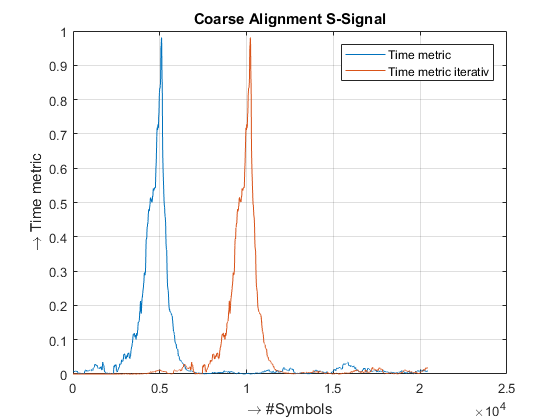 Coarse Alignment S-Signal
Time metric
Time metric iterativ
→ Time metric
1
0.9
0.8
0.7
0.6
0.5
0.4
0.3
0.2
0.1
0
0 0.5 1 1.5 2 2.5
→ #Symbols
×10⁴